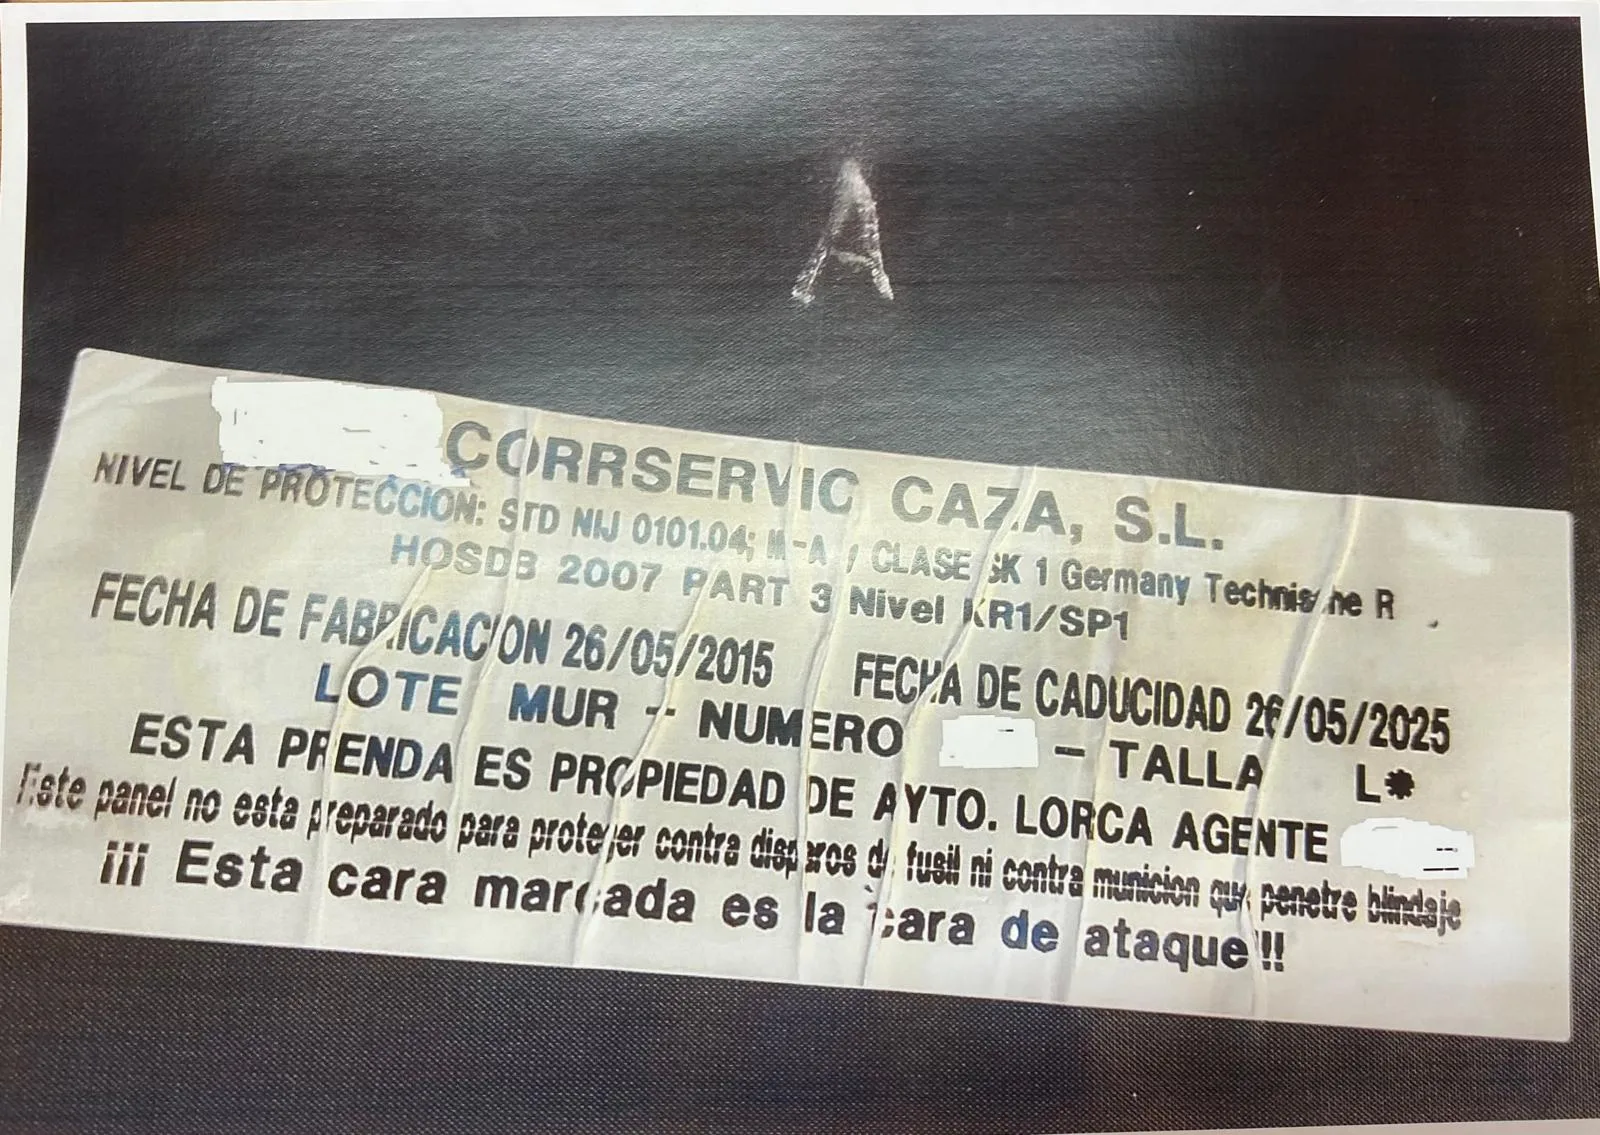 A
CORRSERVIC CAZA, S.L.
NIVEL DE PROTECCION: STD NIJ 0101.04; / CLASE SK 1 Germany Technische R
HOSDB 2007 PART 3 Nivel KR1/SP1
FECHA DE FABRICACION 26/05/2015 FECHA DE CADUCIDAD 26/05/2025
LOTE MUR - NUMERO - TALLA L*
ESTA PRENDA ES PROPIEDAD DE AYTO. LORCA AGENTE
Este panel no esta preparado para proteger contra disparos de fusil ni contra municion que penetre blindaje
¡¡¡ Esta cara marcada es la cara de ataque!!